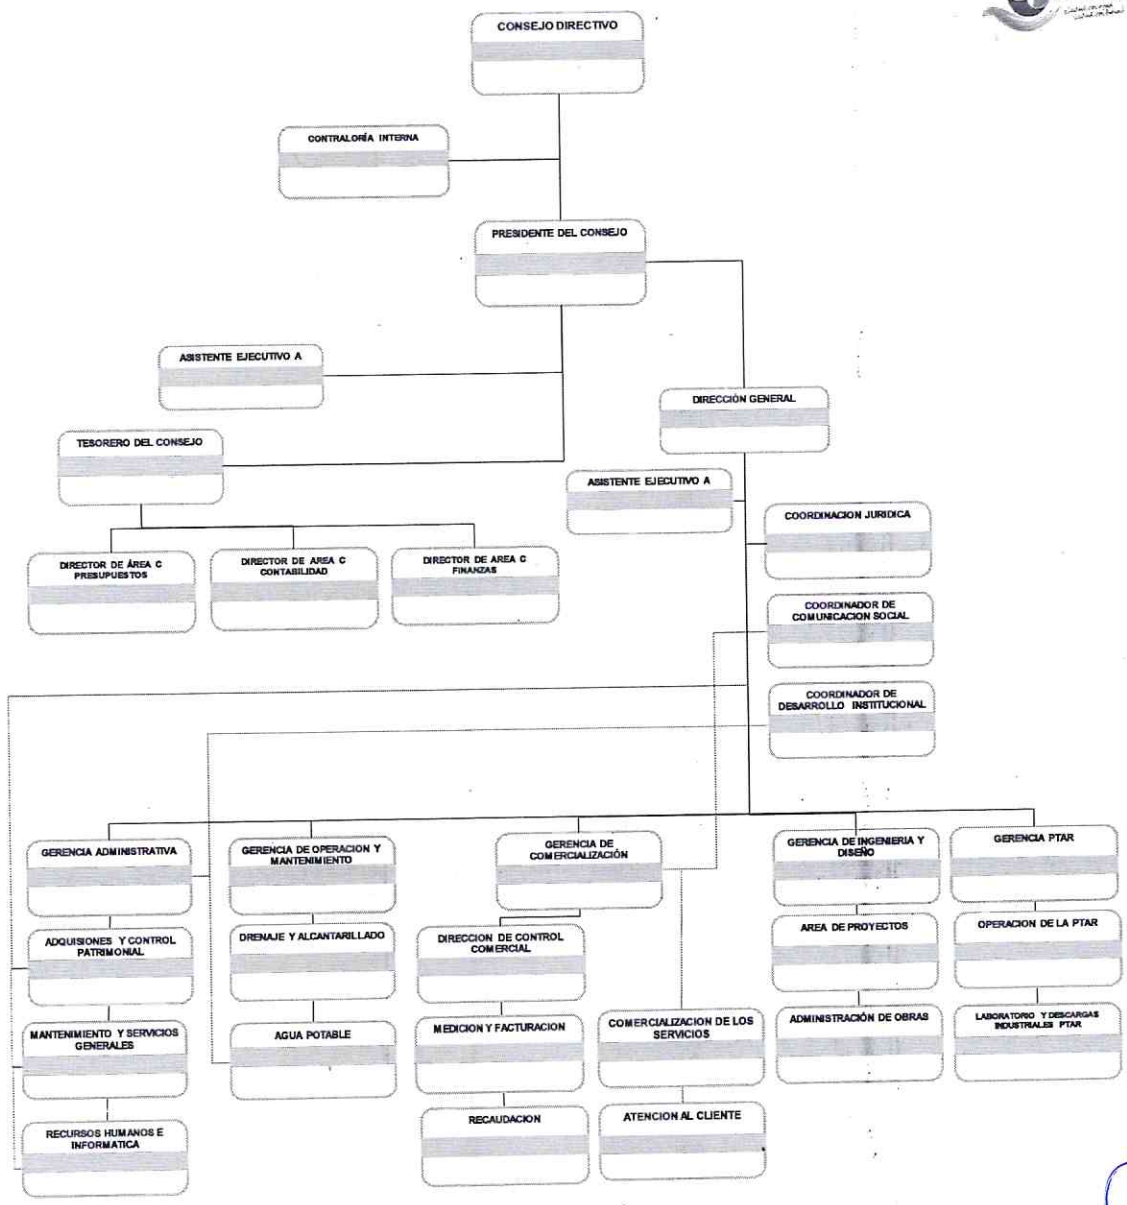 CONSEJO DIRECTIVO
CONTRALORÍA INTERNA
PRESIDENTE DEL CONSEJO
ASISTENTE EJECUTIVO A
DIRECCIÓN GENERAL
TESORERO DEL CONSEJO
ASISTENTE EJECUTIVO A
COORDINACION JURIDICA
DIRECTOR DE ÁREA C
PRESUPUESTOS
DIRECTOR DE AREA C
CONTABILIDAD
DIRECTOR DE AREA C
FINANZAS
COORDINADOR DE
COMUNICACION SOCIAL
COORDINADOR DE
DESARROLLO INSTITUCIONAL
GERENCIA ADMINISTRATIVA
GERENCIA DE OPERACION Y
MANTENIMIENTO
GERENCIA DE
COMERCIALIZACIÓN
GERENCIA DE INGENIERIA Y
DISEÑO
GERENCIA PTAR
ADQUISIONES Y CONTROL
PATRIMONIAL
DRENAJE Y ALCANTARILLADO
DIRECCION DE CONTROL
COMERCIAL
AREA DE PROYECTOS
OPERACION DE LA PTAR
MANTENIMIENTO Y SERVICIOS
GENERALES
AGUA POTABLE
MEDICION Y FACTURACION
COMERCIALIZACION DE LOS
SERVICIOS
ADMINISTRACIÓN DE OBRAS
LABORATORIO Y DESCARGAS
INDUSTRIALES PTAR
RECURSOS HUMANOS E
INFORMATICA
RECAUDACION
ATENCION AL CLIENTE